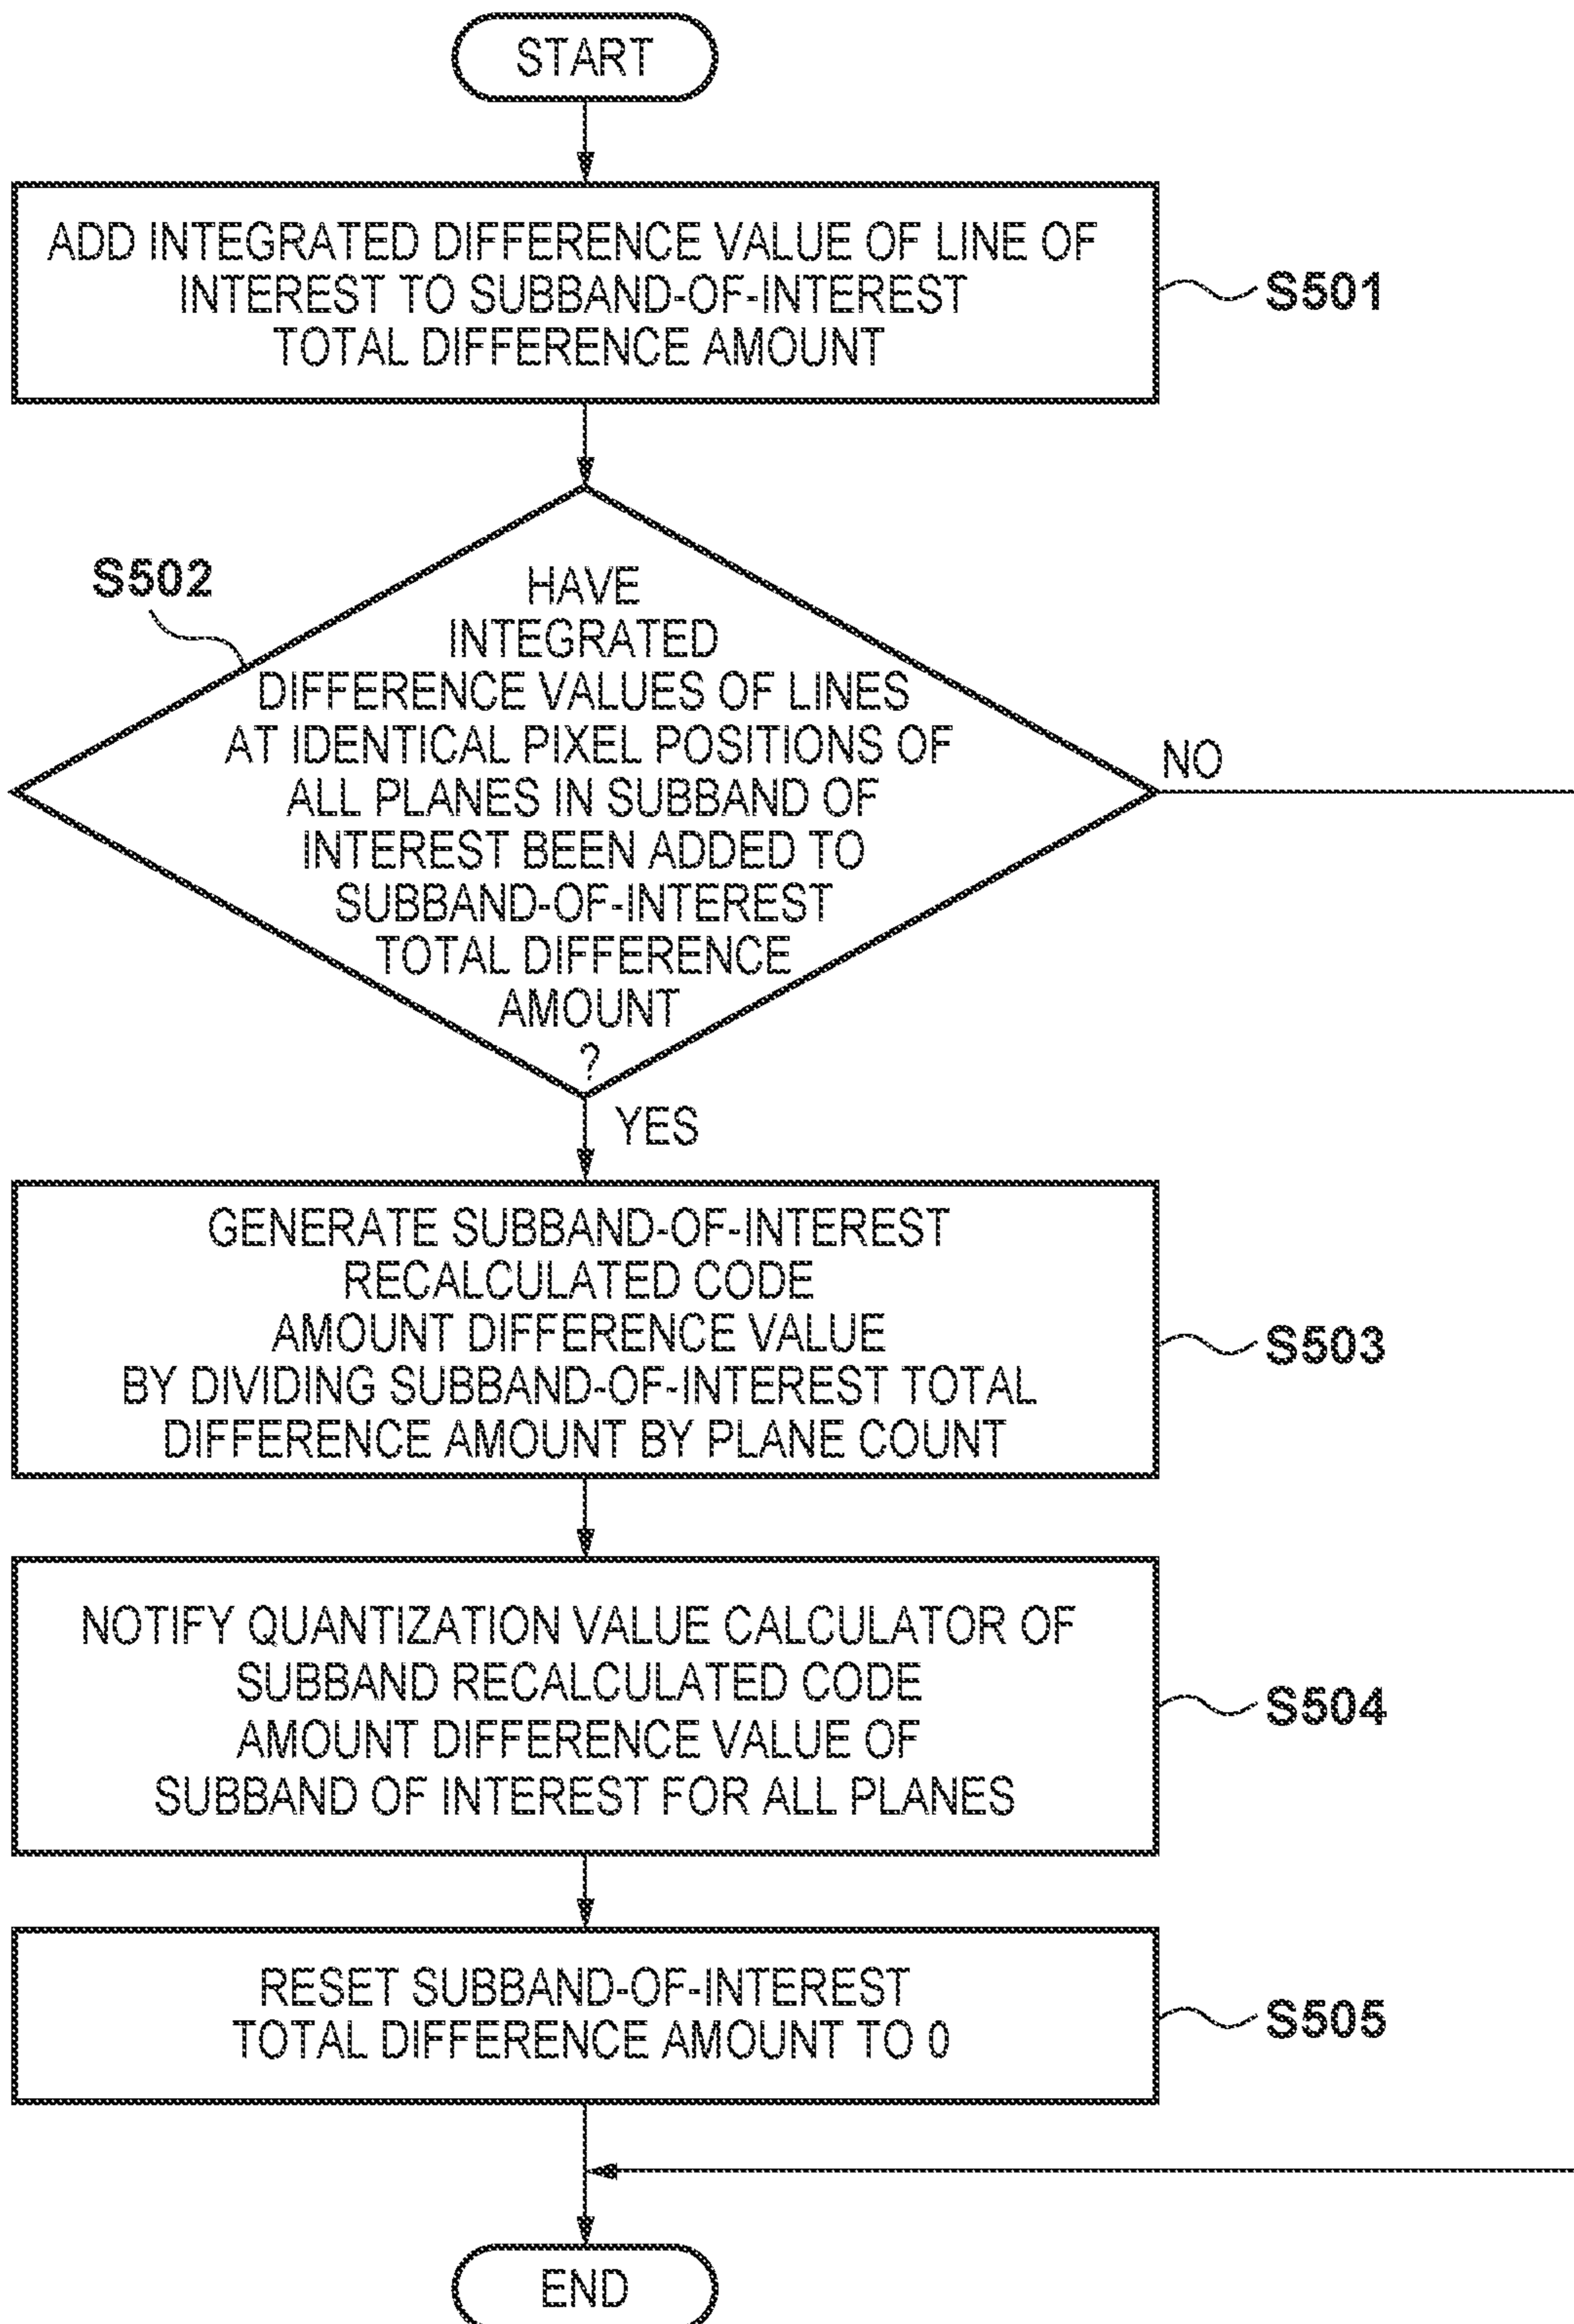 START
ADD INTEGRATED DIFFERENCE VALUE OF LINE OF
INTEREST TO SUBBAND-OF-INTEREST
TOTAL DIFFERENCE AMOUNT
S501
S502
HAVE
INTEGRATED
DIFFERENCE VALUES OF LINES
AT IDENTICAL PIXEL POSITIONS OF
ALL PLANES IN SUBBAND OF
INTEREST BEEN ADDED TO
SUBBAND-OF-INTEREST
TOTAL DIFFERENCE
AMOUNT
?
NO
YES
GENERATE SUBBAND-OF-INTEREST
RECALCULATED CODE
AMOUNT DIFFERENCE VALUE
BY DIVIDING SUBBAND-OF-INTEREST TOTAL
DIFFERENCE AMOUNT BY PLANE COUNT
S503
NOTIFY QUANTIZATION VALUE CALCULATOR OF
SUBBAND RECALCULATED CODE
AMOUNT DIFFERENCE VALUE OF
SUBBAND OF INTEREST FOR ALL PLANES
S504
RESET SUBBAND-OF-INTEREST
TOTAL DIFFERENCE AMOUNT TO 0
S505
END